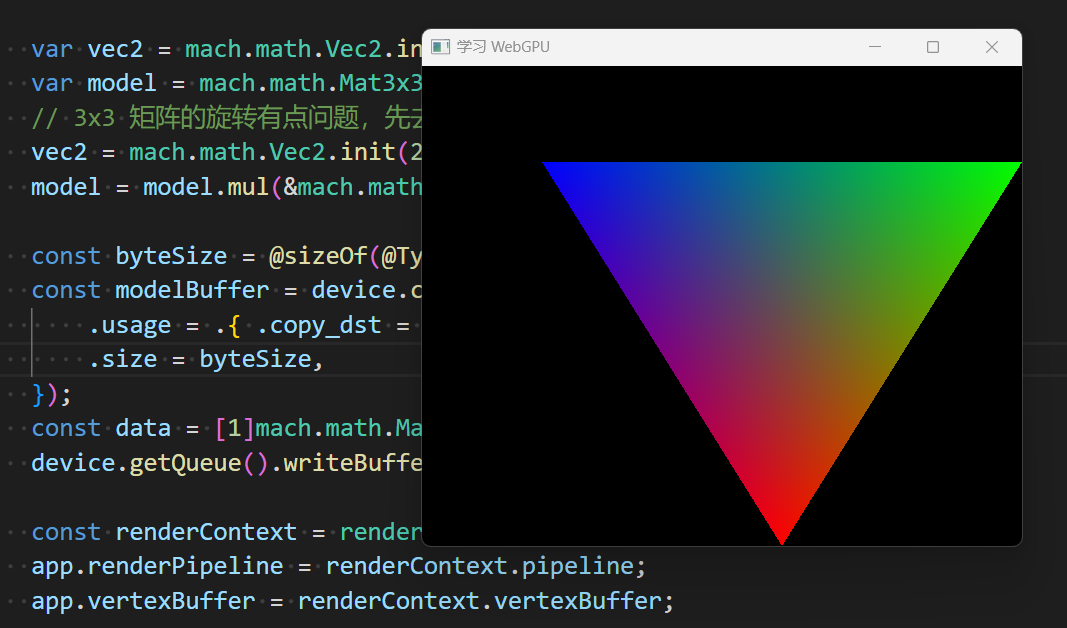 var vec2 = mach.math.Vec2.in
学习 WebGPU
var model = mach.math.Mat3x3
// 3x3 矩阵的旋转有点问题，先
vec2 = mach.math.Vec2.init(2
model = model.mul(&mach.math
const byteSize = @sizeOf(@Ty
const modelBuffer = device.c
.usage = .{ .copy_dst =
.size = byteSize,
});
const data = [1]mach.math.Ma
device.getQueue().writeBuffe
const renderContext = render
app.renderPipeline = renderContext.pipeline;
app.vertexBuffer = renderContext.vertexBuffer;